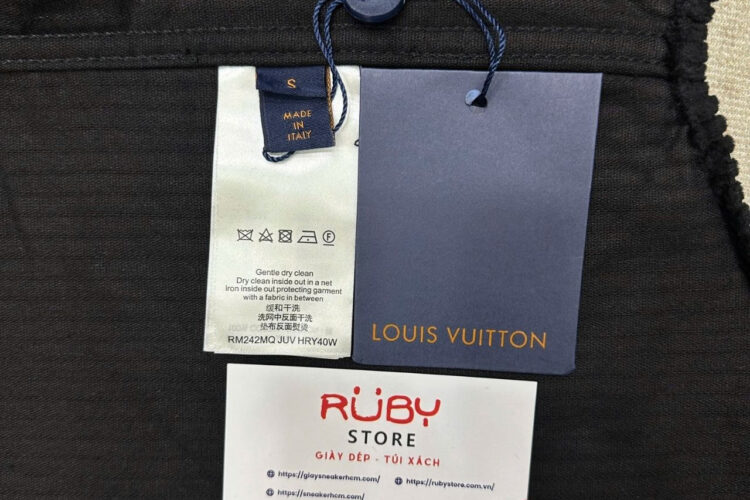 S
MADE
IN
ITALY
F
Gentle dry clean
Dry clean inside out in a net
Iron inside out protecting garment
with a fabric in between
缓和干洗
洗网中反面干洗
垫布反面熨烫
RM242MQ JUV HRY40W
LOUIS VUITTON
RUBY
STORE
GIÀY DÉP - TÚI XÁCH
https://giaysneakerhcm.com/
https://rubystore.com.vn/
https://sneakerhcm.com/